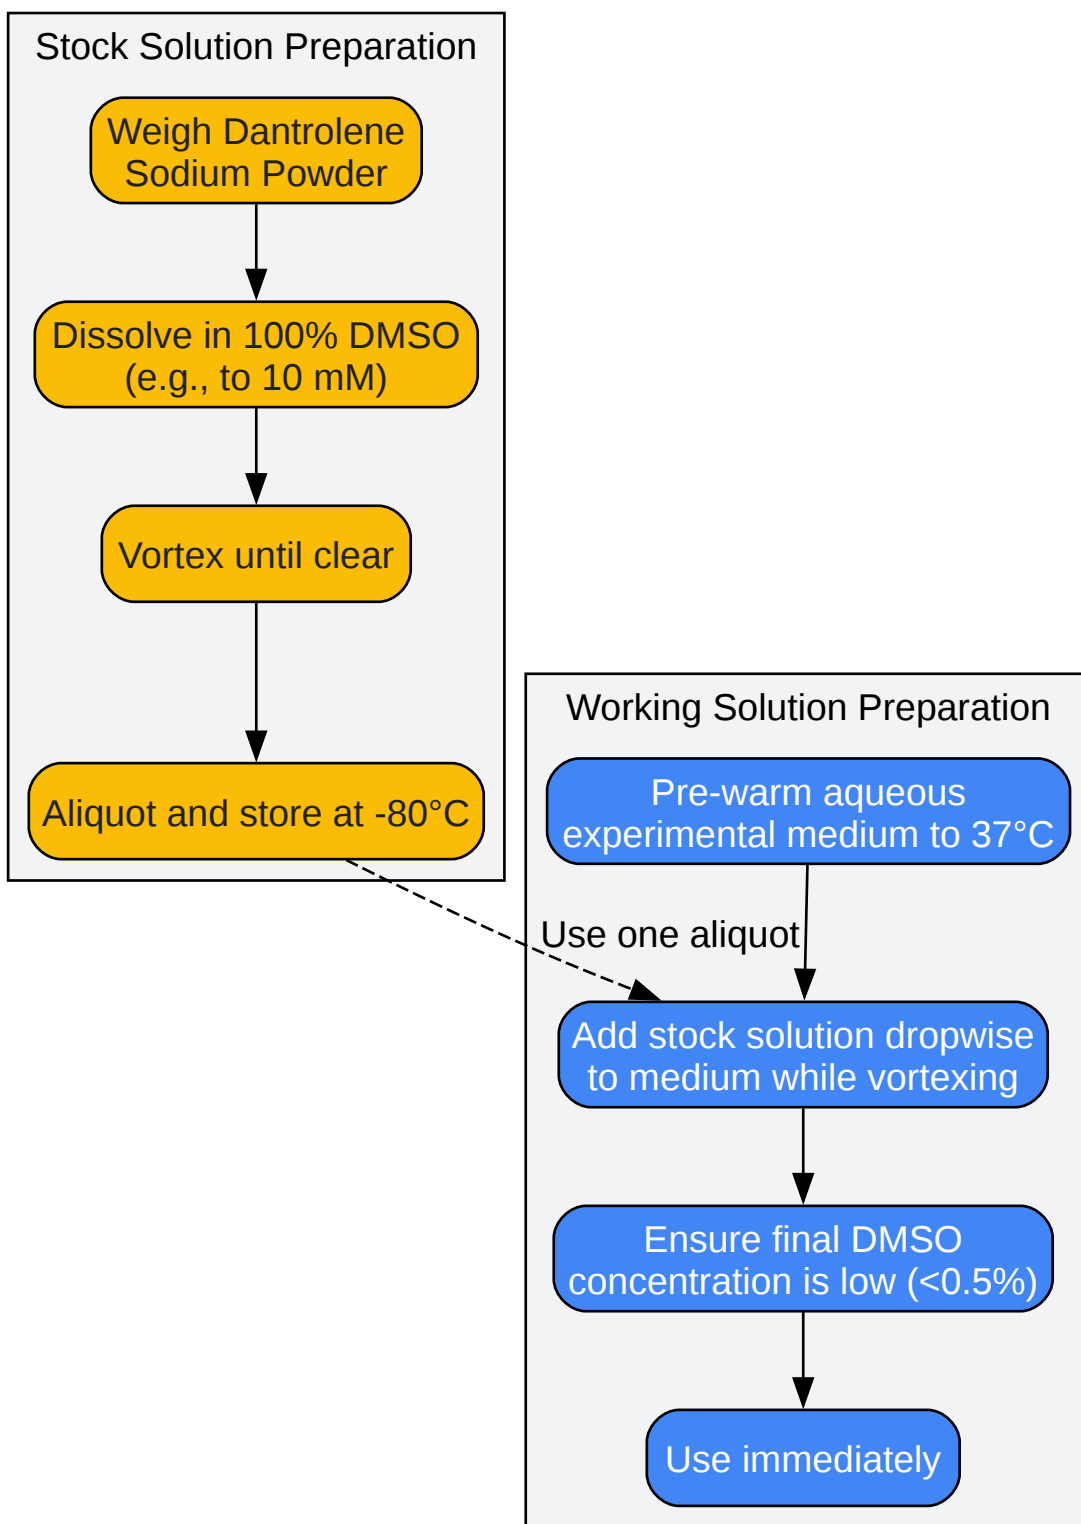 Stock Solution Preparation
Weigh Dantrolene
Sodium Powder
Dissolve in 100% DMSO
(e.g., to 10 mM)
Vortex until clear
Aliquot and store at -80°C
Working Solution Preparation
Pre-warm aqueous
experimental medium to 37°C
Use one aliquot
Add stock solution dropwise
to medium while vortexing
Ensure final DMSO
concentration is low (<0.5%)
Use immediately